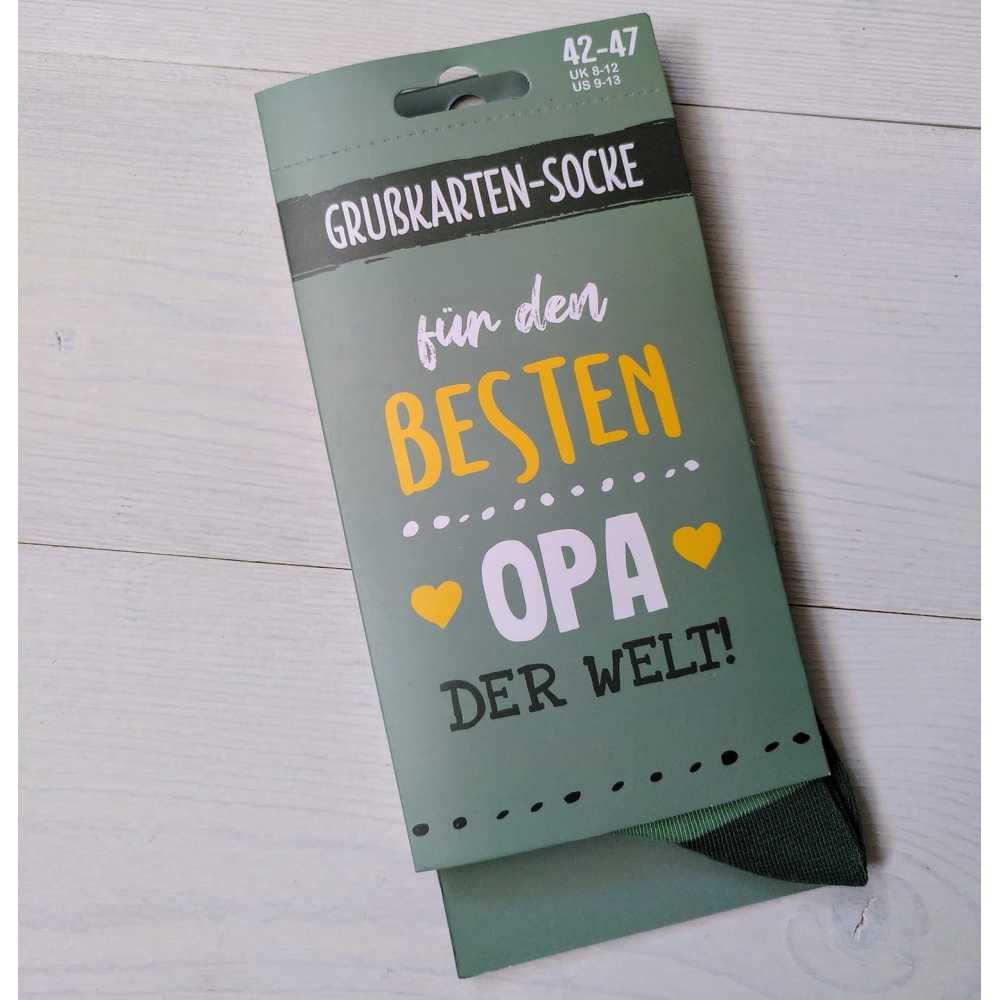 42-47
UK 8-12
US 9-13
GRUßKARTEN-SOCKE
für den
BESTEN
OPA
DER WELT!